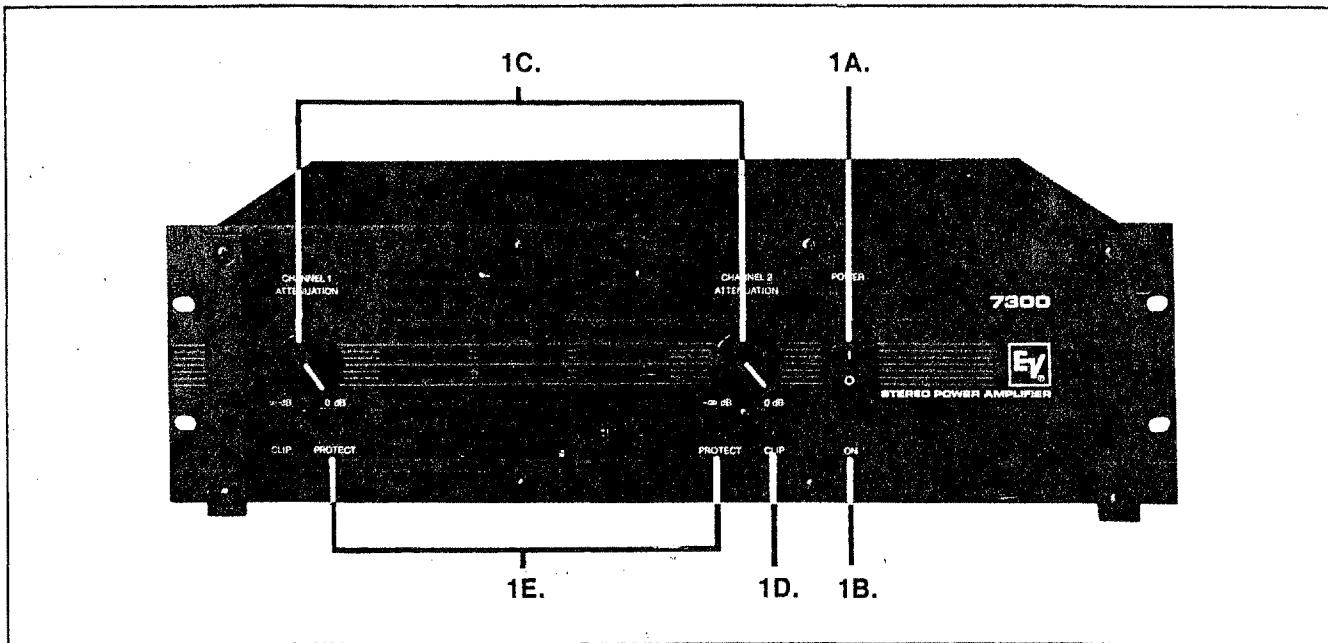 1C. 1A.
CHANNEL 1
ATTENUATION
CHANNEL 2
ATTENUATION
POWER
7300
EV
STEREO POWER AMPLIFIER
∞ dB 0 dB
-∞ dB 0 dB
CLIP PROTECT
PROTECT CLIP
ON
1E. 1D. 1B.